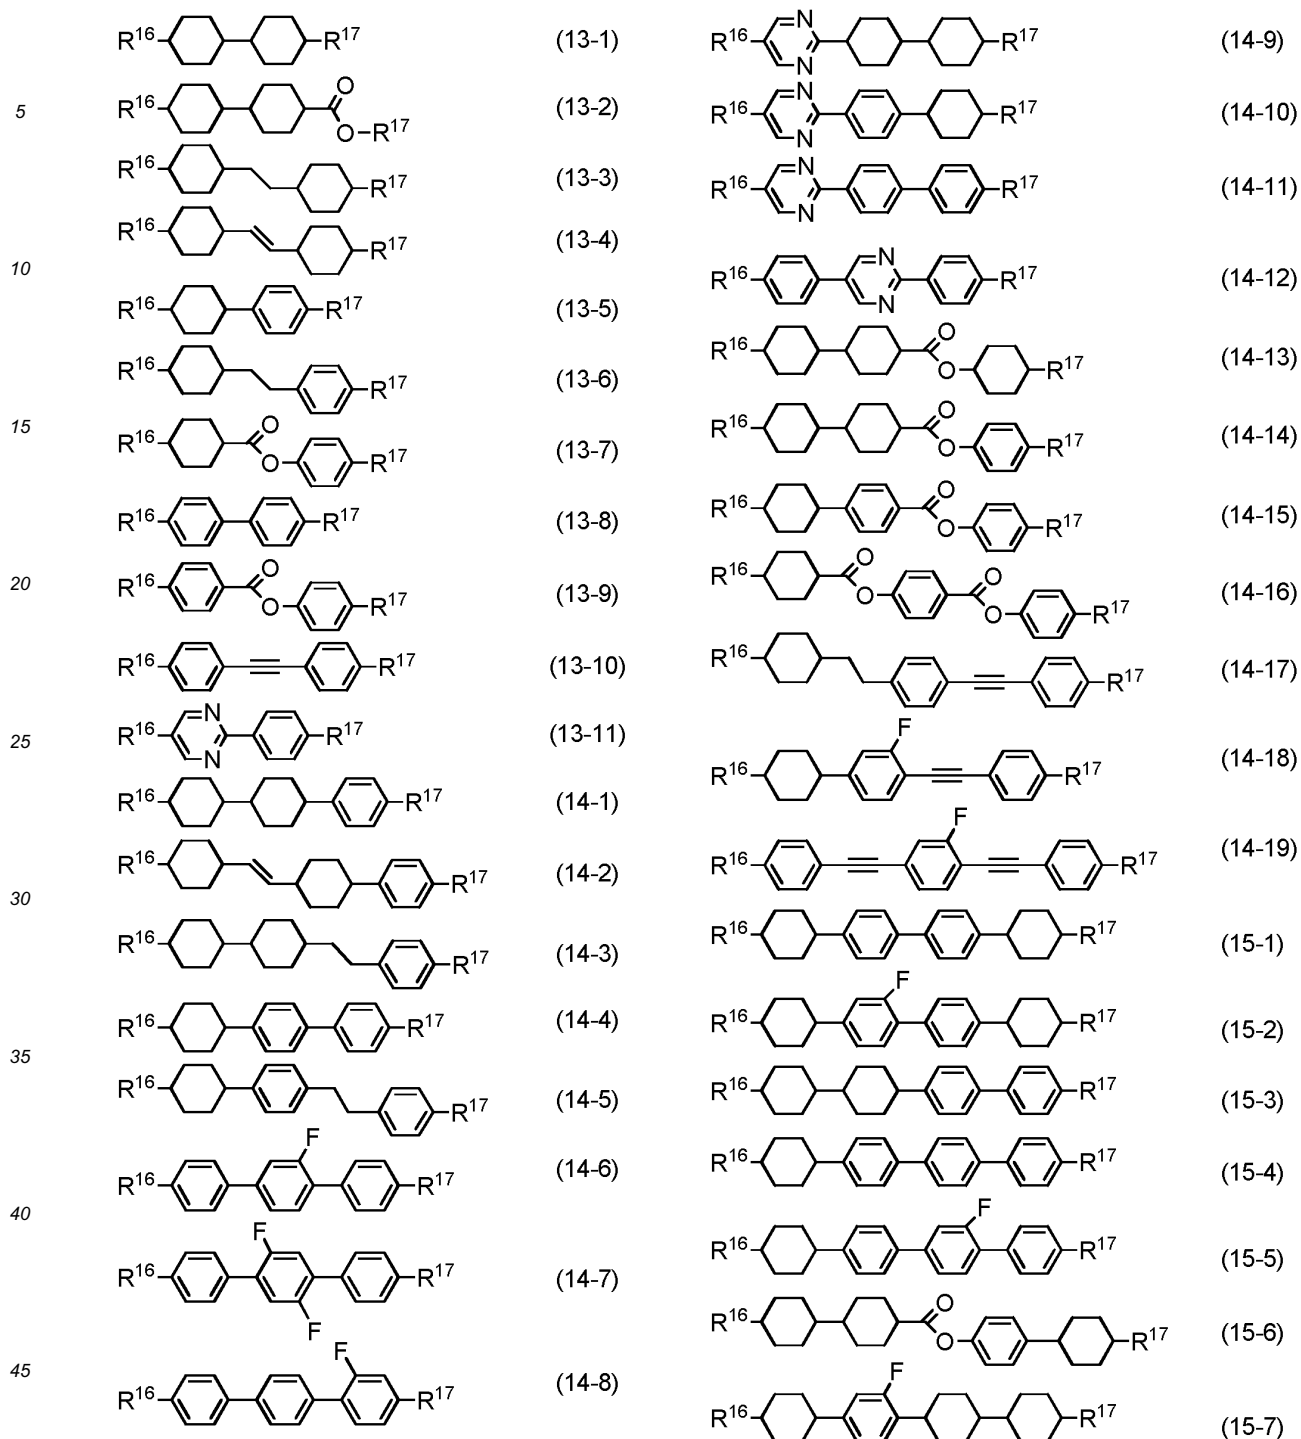 R16 R17 (13-1)
5 R16 O O R17 (13-2)
R16 R17 (13-3)
R16 R17 (13-4)
10
R16 R17 (13-5)
R16 R17 (13-6)
15 R16 O O R17 (13-7)
R16 R17 (13-8)
20 R16 O O R17 (13-9)
R16 R17 (13-10)
25 R16 N N R17 (13-11)
R16 R17 (14-1)
R16 R17 (14-2)
30
R16 R17 (14-3)
R16 R17 (14-4)
35
R16 R17 (14-5)
F
R16 R17 (14-6)
40
F
R16 R17 (14-7)
F
45 F
R16 R17 (14-8)
R16 N N R17 (14-9)
R16 N N R17 (14-10)
R16 N N R17 (14-11)
R16 N N R17 (14-12)
R16 O O R17 (14-13)
R16 O O R17 (14-14)
R16 O O R17 (14-15)
R16 O O O O R17 (14-16)
R16 R17 (14-17)
F
R16 R17 (14-18)
F
R16 R17 (14-19)
R16 R17 (15-1)
F
R16 R17 (15-2)
R16 R17 (15-3)
R16 R17 (15-4)
F
R16 R17 (15-5)
R16 O O R17 (15-6)
F
R16 R17 (15-7)